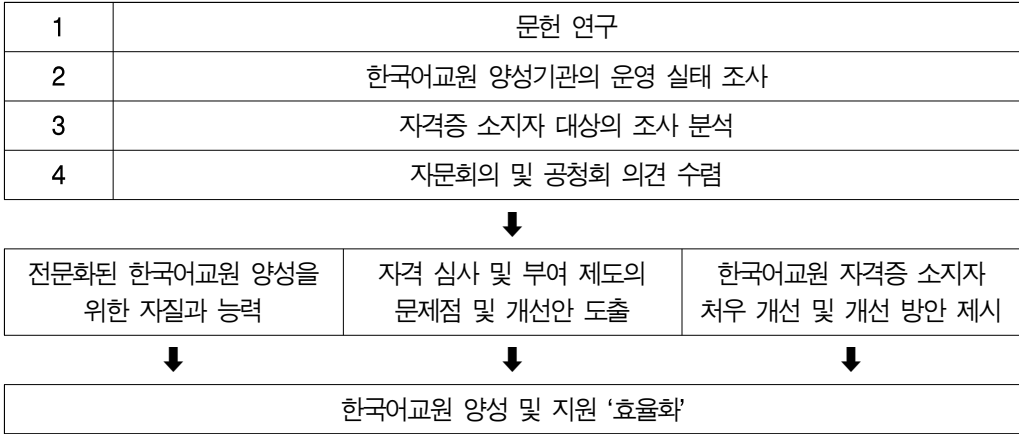 1 문헌 연구
2 한국어교원 양성기관의 운영 실태 조사
3 자격증 소지자 대상의 조사 분석
4 자문회의 및 공청회 의견 수렴
전문화된 한국어교원 양성을
위한 자질과 능력
자격 심사 및 부여 제도의
문제점 및 개선안 도출
한국어교원 자격증 소지자
처우 개선 및 개선 방안 제시
한국어교원 양성 및 지원 ‘효율화’